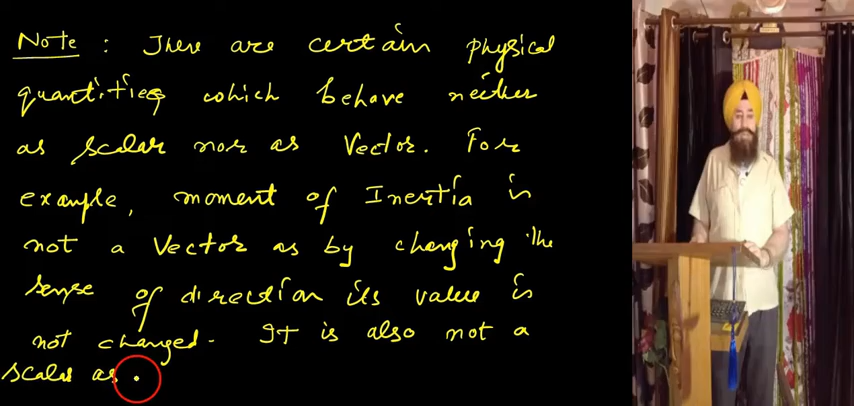 Note : There are certain physical
quantities which behave neither
as scalar nor as Vector. For
example, moment of Inertia is
not a Vector as by changing the
sense of direction its value is
not changed. It is also not a
scalar as